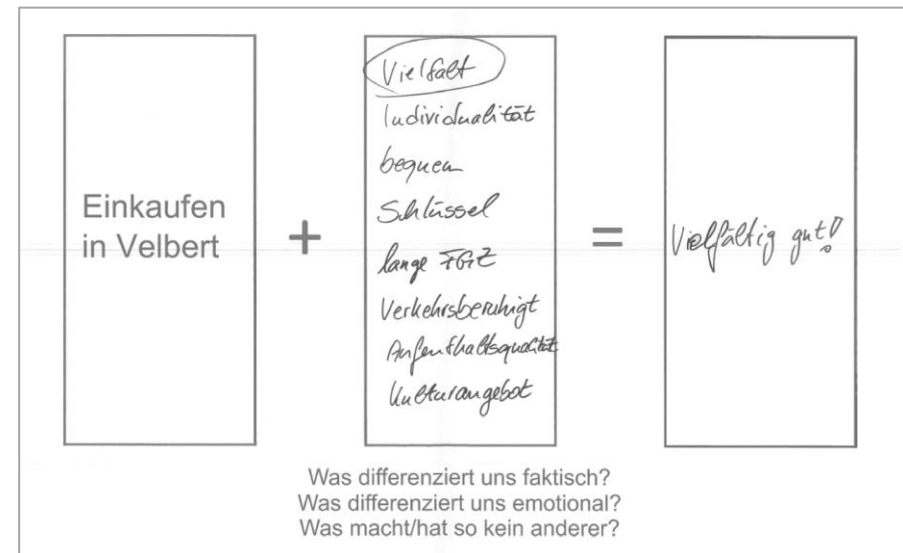 Einkaufen
in Velbert
+
Vielfalt
Individualität
bequem
Schlüssel
lange FGZ
Verkehrsberuhigt
Aufenthaltsqualität
Kulturangebot
=
Vielfältig gut!
Was differenziert uns faktisch?
Was differenziert uns emotional?
Was macht/hat so kein anderer?